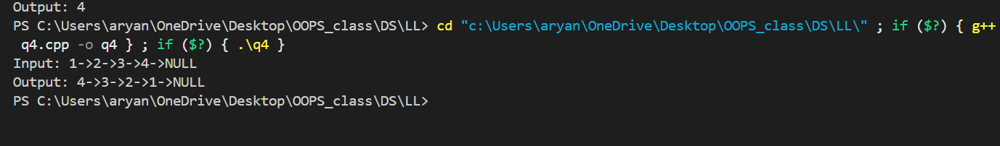 Output: 4
PS C:\Users\aryan\OneDrive\Desktop\OOPS_class\DS\LL> cd "c:\Users\aryan\OneDrive\Desktop\OOPS_class\DS\LL\" ; if ($?) { g++
 q4.cpp -o q4 } ; if ($?) { .\q4 }
Input: 1->2->3->4->NULL
Output: 4->3->2->1->NULL
PS C:\Users\aryan\OneDrive\Desktop\OOPS_class\DS\LL>